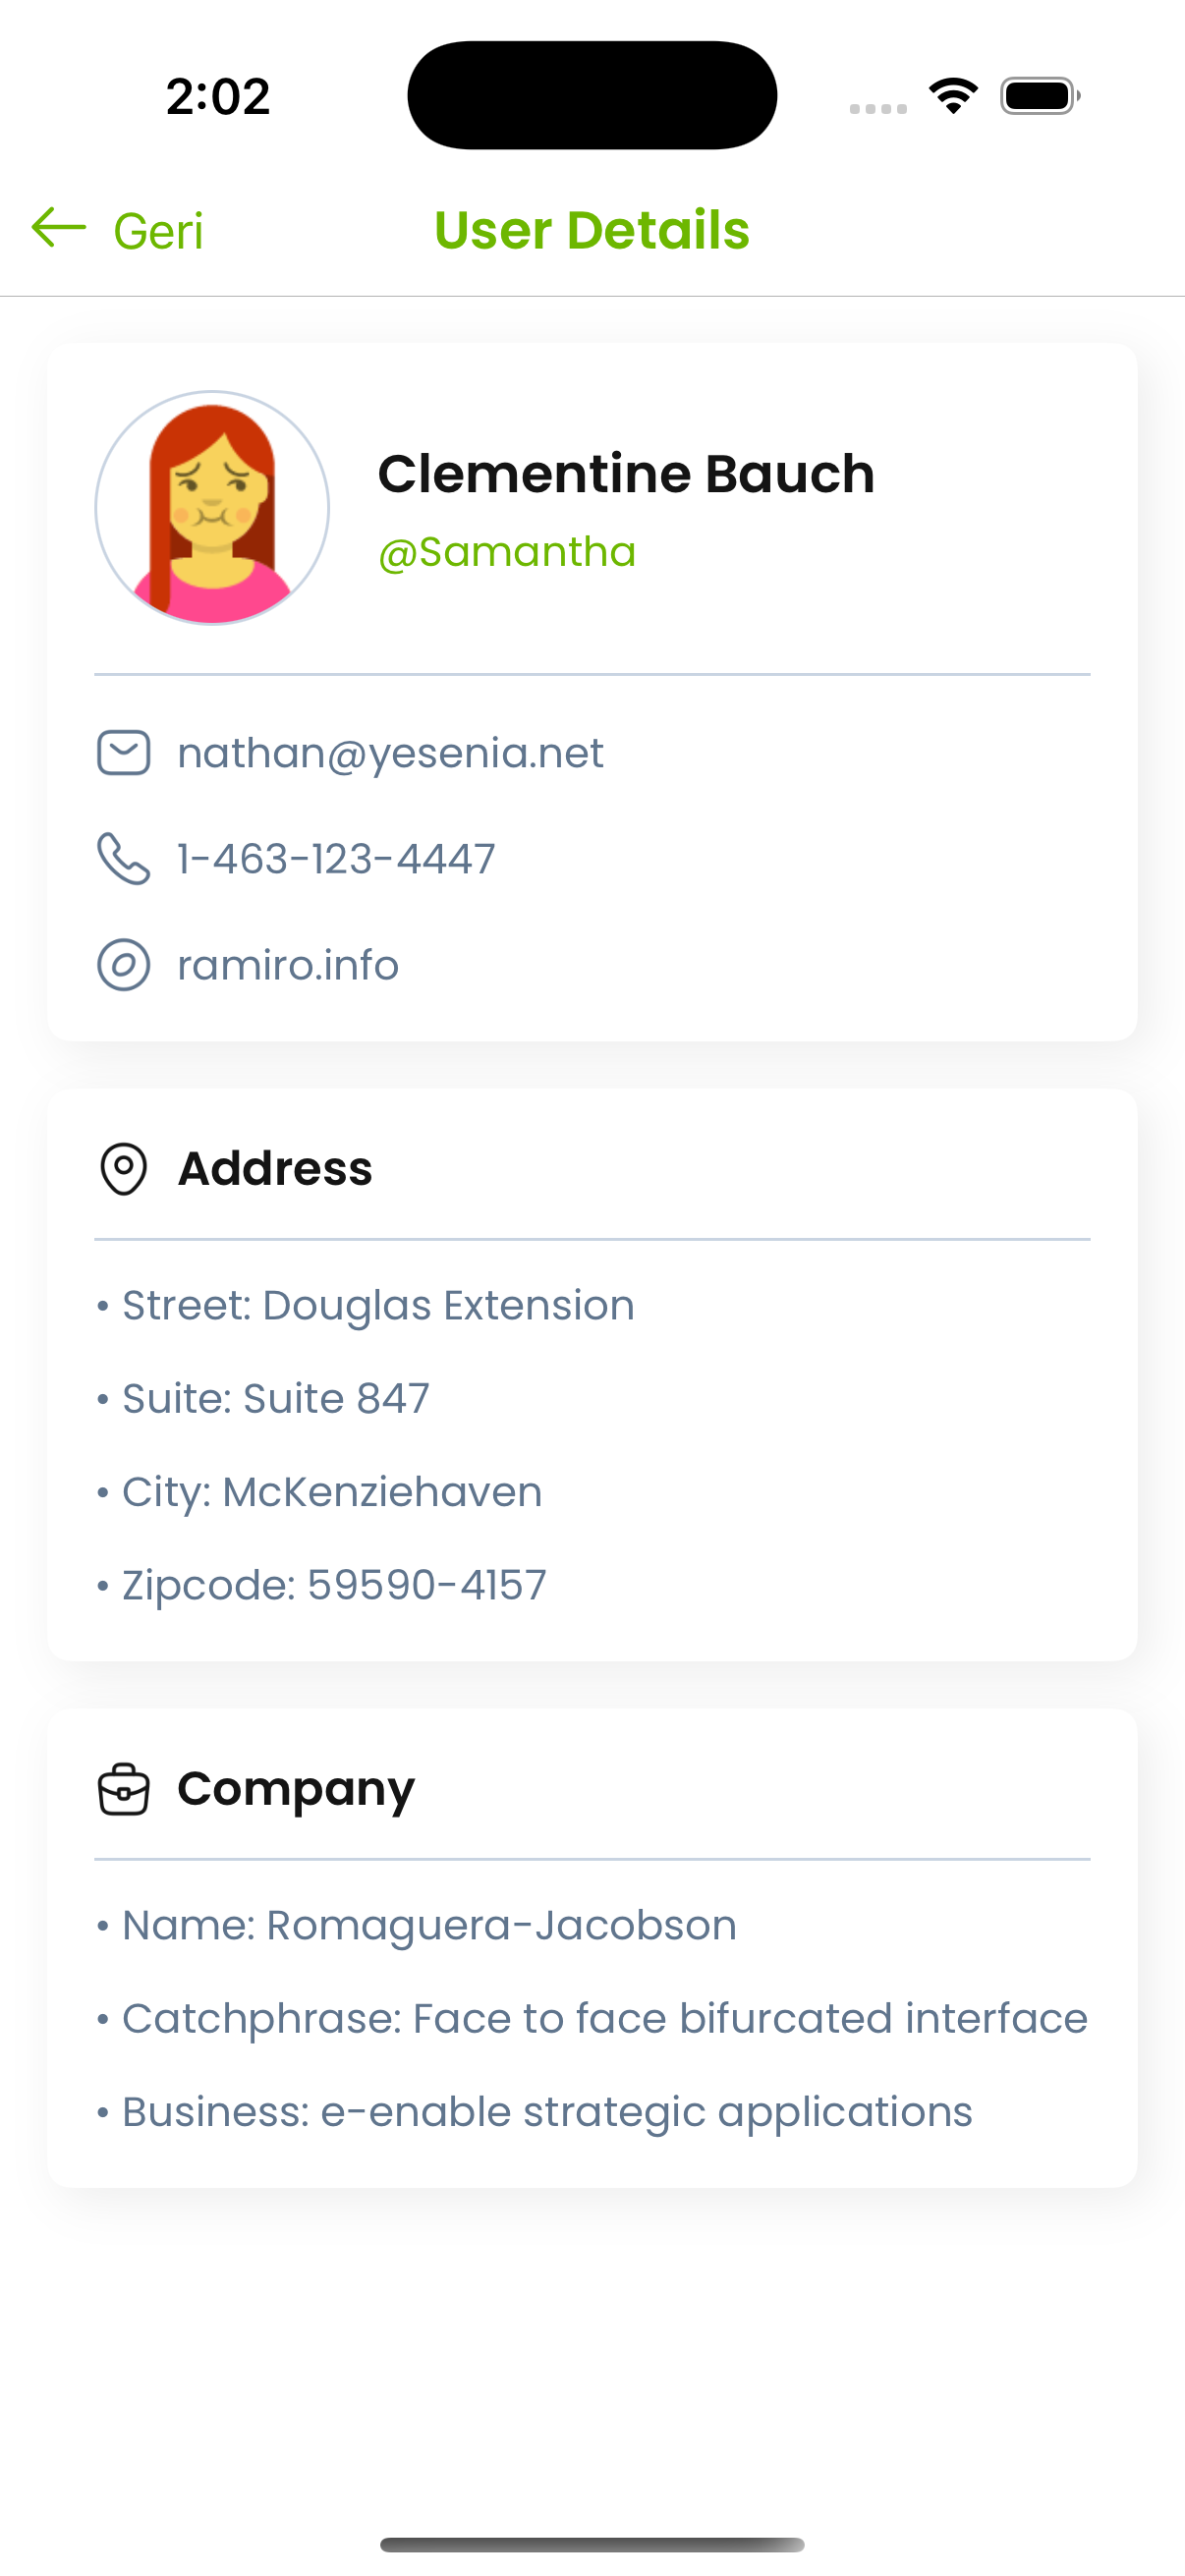 2:02
Geri
User Details
Clementine Bauch
@Samantha
nathan@yesenia.net
1-463-123-4447
ramiro.info
Address
• Street: Douglas Extension
• Suite: Suite 847
• City: McKenziehaven
• Zipcode: 59590-4157
Company
• Name: Romaguera-Jacobson
• Catchphrase: Face to face bifurcated interface
• Business: e-enable strategic applications